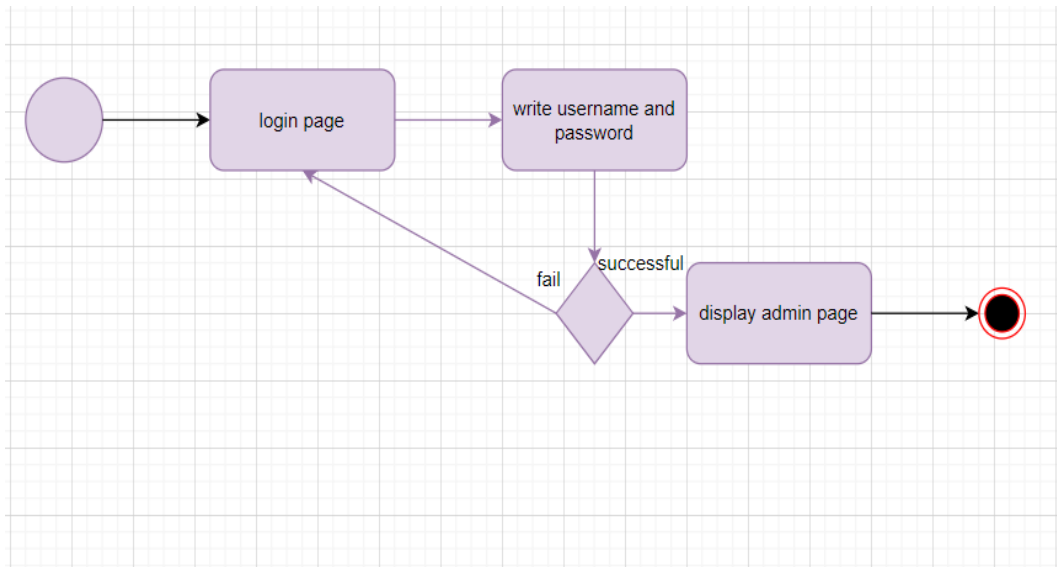 login page
write username and
password
fail
successful
display admin page